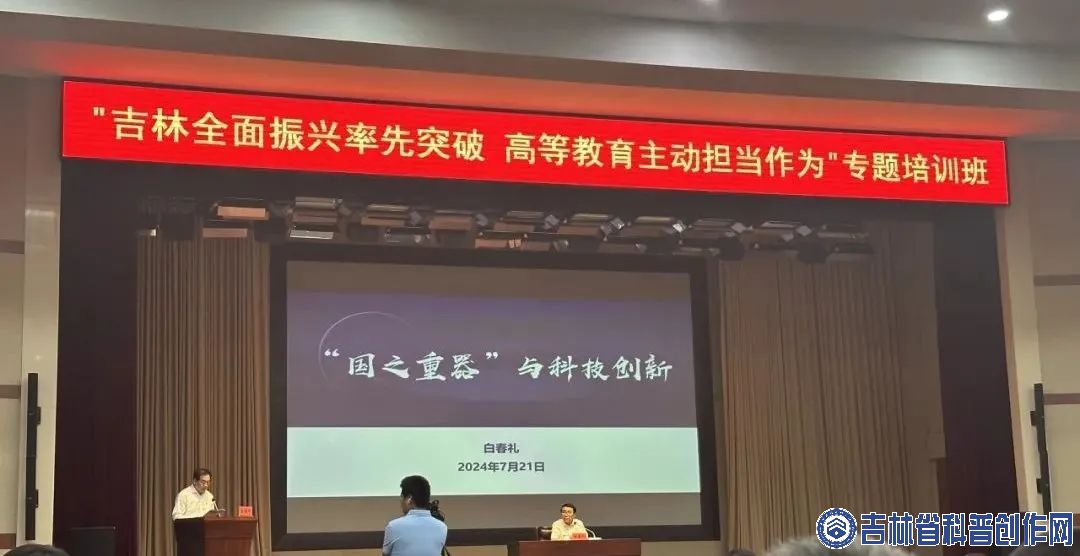 "吉林全面振兴率先突破 高等教育主动担当作为"专题培训班
“国之重器”与科技创新
白春礼
2024年7月21日
吉林省科普创作网